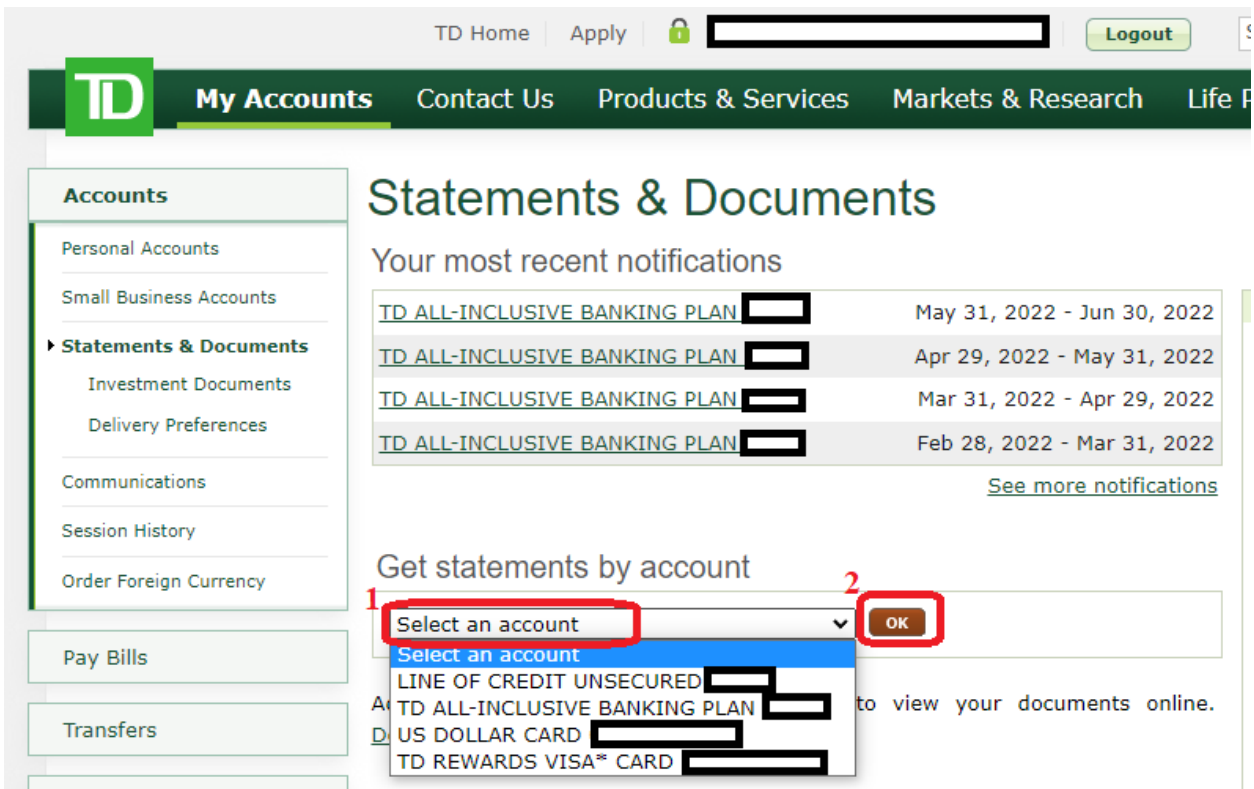 TD Home Apply Logout S
TD My Accounts Contact Us Products & Services Markets & Research Life P
Accounts
Personal Accounts
Small Business Accounts
Statements & Documents
Investment Documents
Delivery Preferences
Communications
Session History
Order Foreign Currency
Pay Bills
Transfers
Statements & Documents
Your most recent notifications
TD ALL-INCLUSIVE BANKING PLAN May 31, 2022 - Jun 30, 2022
TD ALL-INCLUSIVE BANKING PLAN Apr 29, 2022 - May 31, 2022
TD ALL-INCLUSIVE BANKING PLAN Mar 31, 2022 - Apr 29, 2022
TD ALL-INCLUSIVE BANKING PLAN Feb 28, 2022 - Mar 31, 2022
See more notifications
Get statements by account
1 2
Select an account OK
Select an account
LINE OF CREDIT UNSECURED
TD ALL-INCLUSIVE BANKING PLAN
US DOLLAR CARD
TD REWARDS VISA* CARD
to view your documents online.